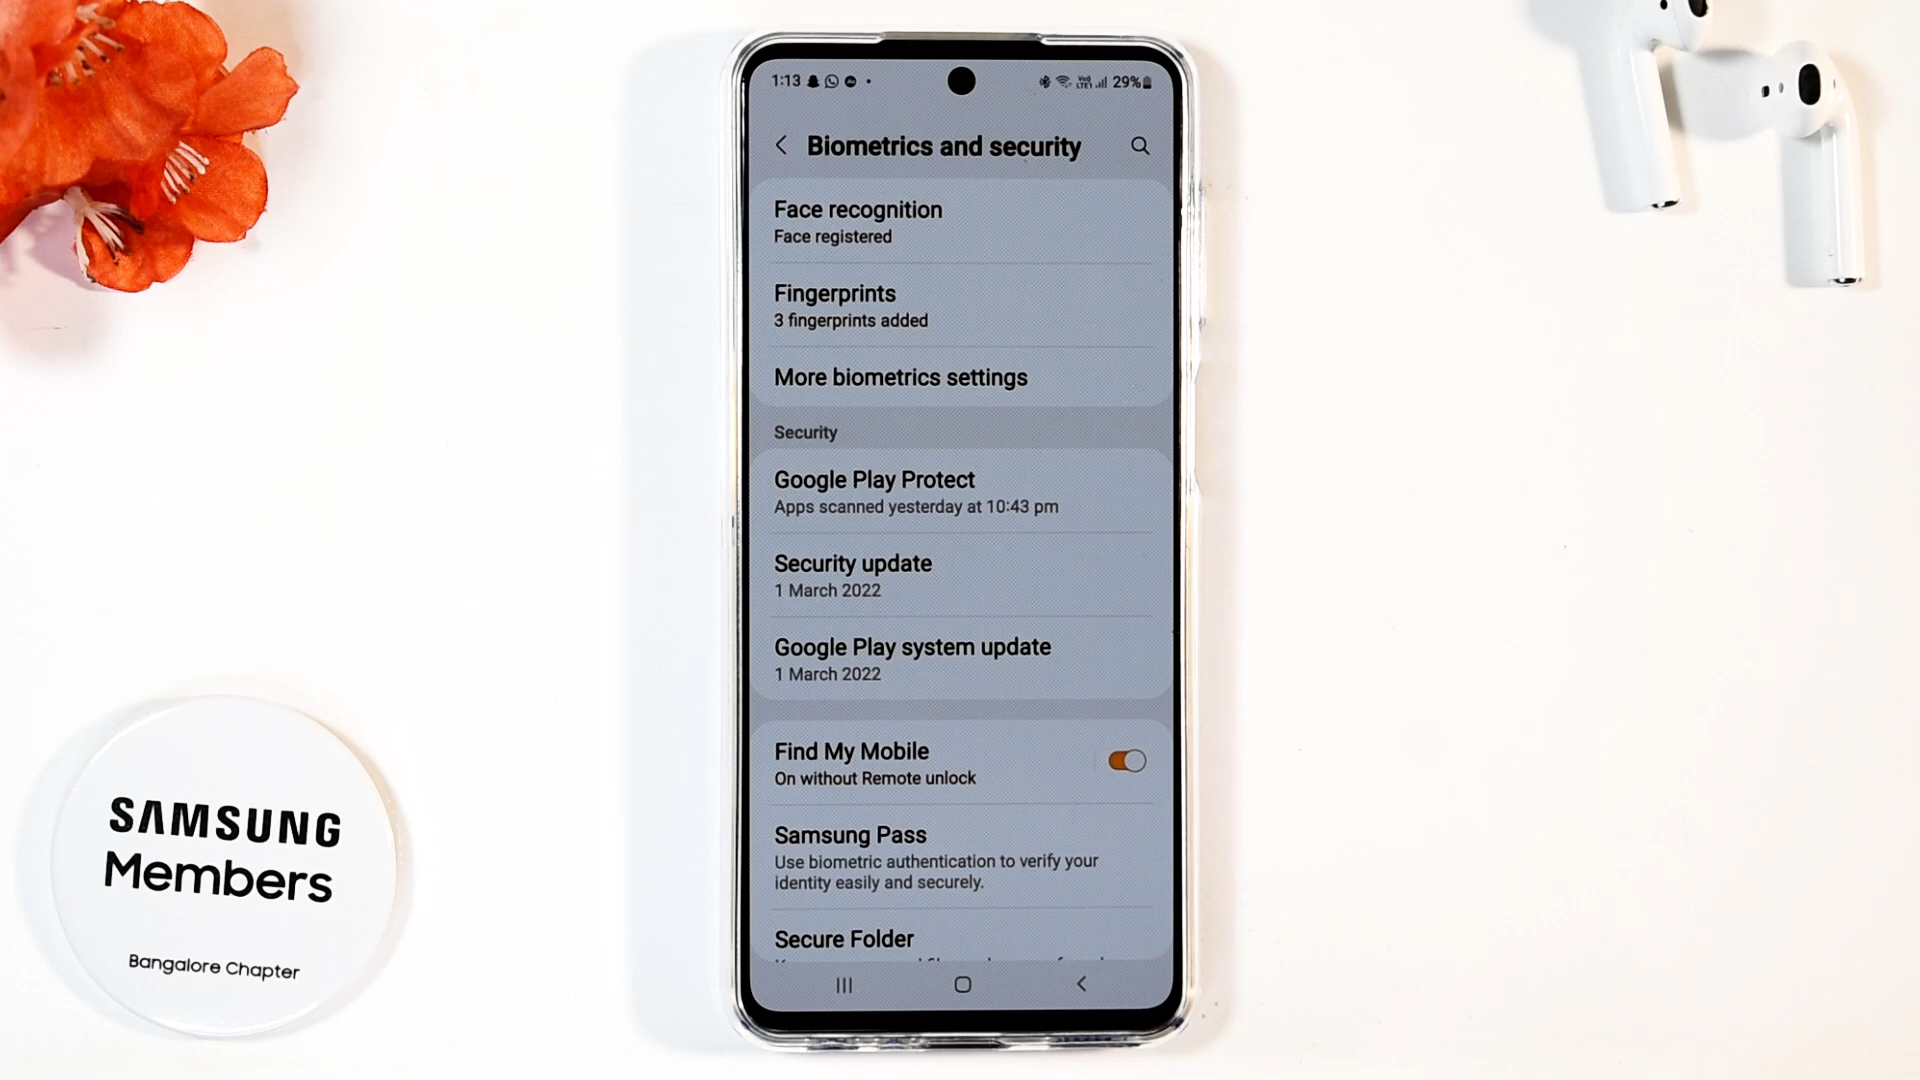 1:13
29%
Biometrics and security
Face recognition
Face registered
Fingerprints
3 fingerprints added
More biometrics settings
Security
Google Play Protect
Apps scanned yesterday at 10:43 pm
Security update
1 March 2022
Google Play system update
1 March 2022
Find My Mobile
On without Remote unlock
Samsung Pass
Use biometric authentication to verify your
identity easily and securely.
Secure Folder
SAMSUNG
Members
Bangalore Chapter